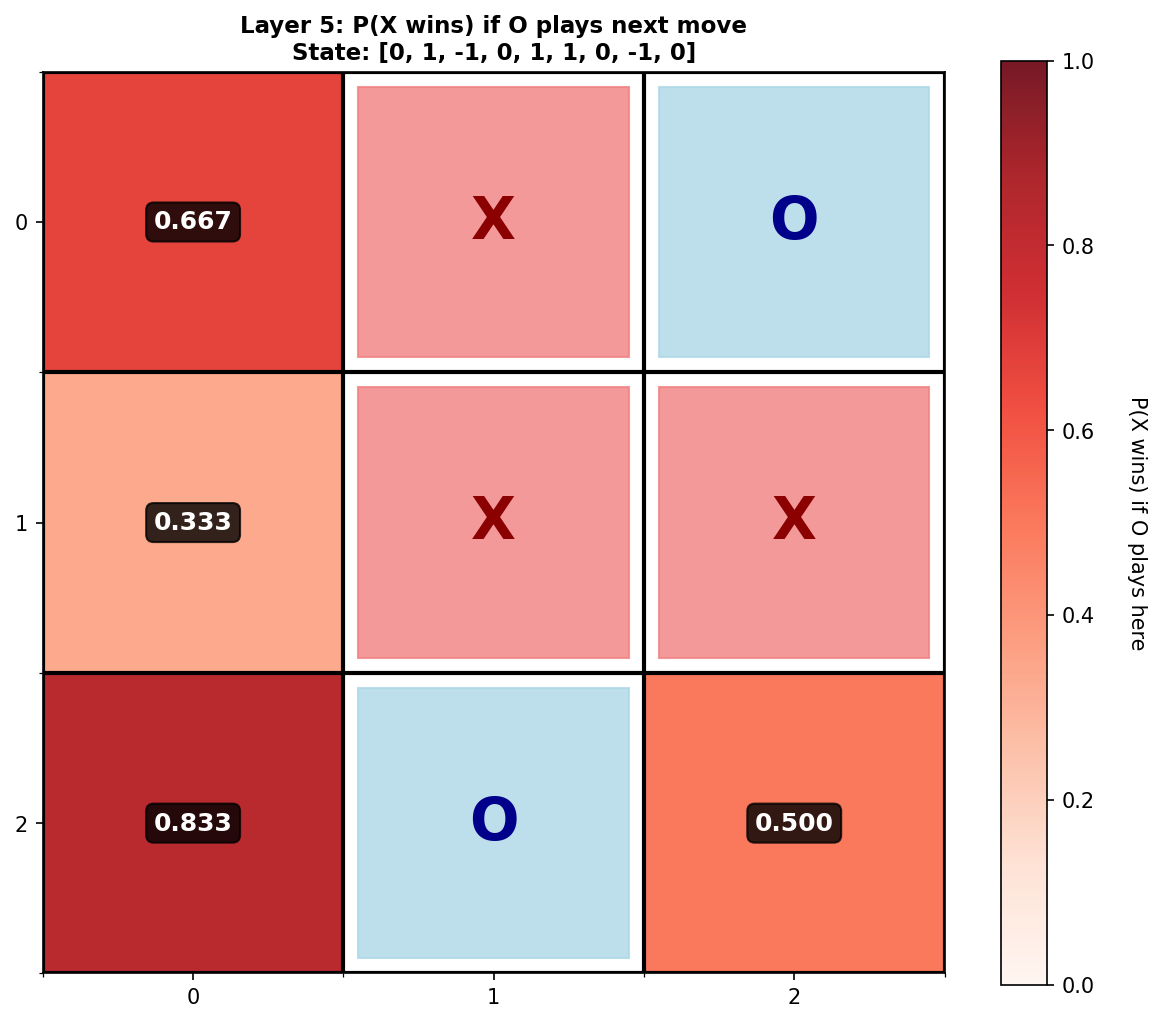 Layer 5: P(X wins) if O plays next move
State: [0, 1, -1, 0, 1, 1, 0, -1, 0]
0.667
X
O
0.333
X
X
0.833
O
0.500
0
1
2
0
1
2
1.0
0.8
0.6
0.4
0.2
0.0
P(X wins) if O plays here